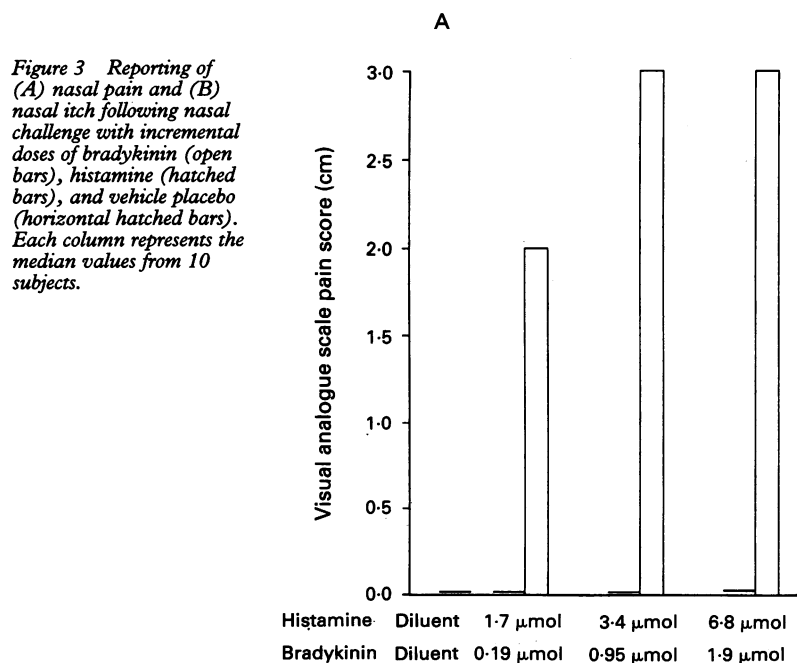 A
Figure 3 Reporting of
(A) nasal pain and (B)
nasal itch following nasal
challenge with incremental
doses of bradykinin (open
bars), histamine (hatched
bars), and vehicle placebo
(horizontal hatched bars).
Each column represents the
median values from 10
subjects.
Visual analogue scale pain score (cm)
3·0
2·5
2·0
1·5
1·0
0·5
0·0
Histamine Diluent 1·7 μmol 3·4 μmol 6·8 μmol
Bradykinin Diluent 0·19 μmol 0·95 μmol 1·9 μmol